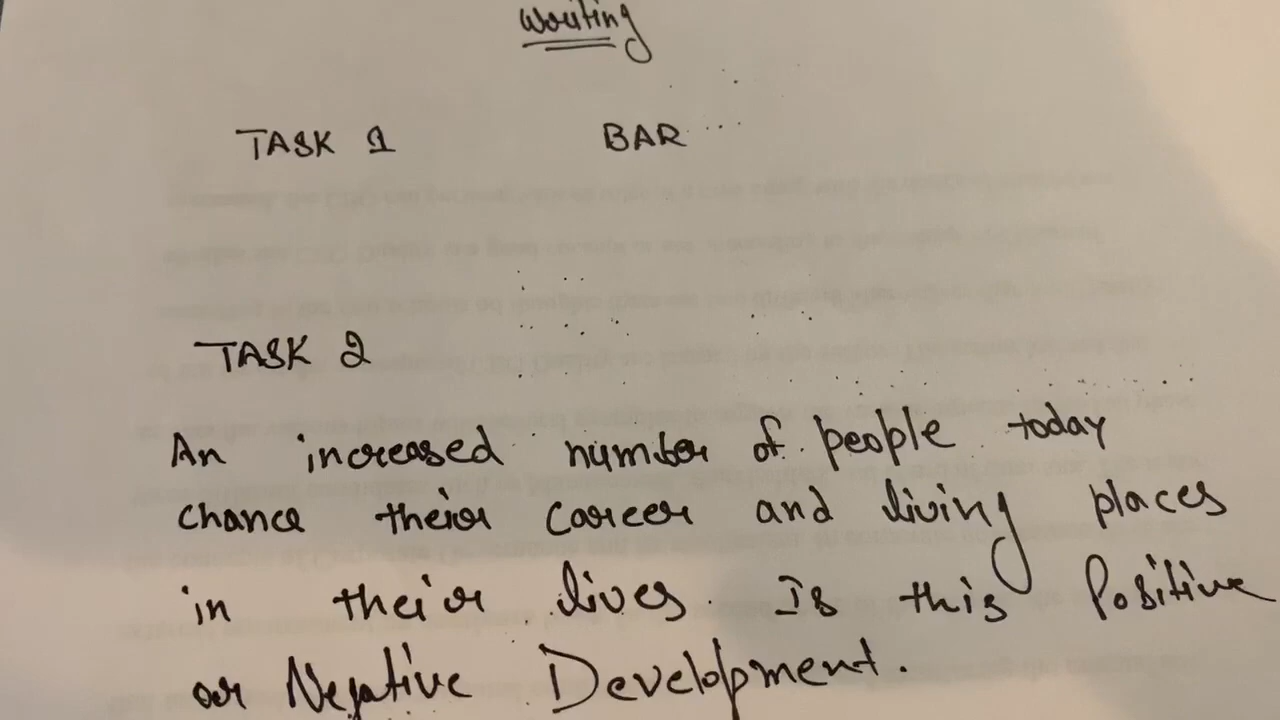 Writing
TASK 1 BAR
TASK 2
An increased number of people today
chance their career and living places
in their lives. Is this Positive
or Negative Development.